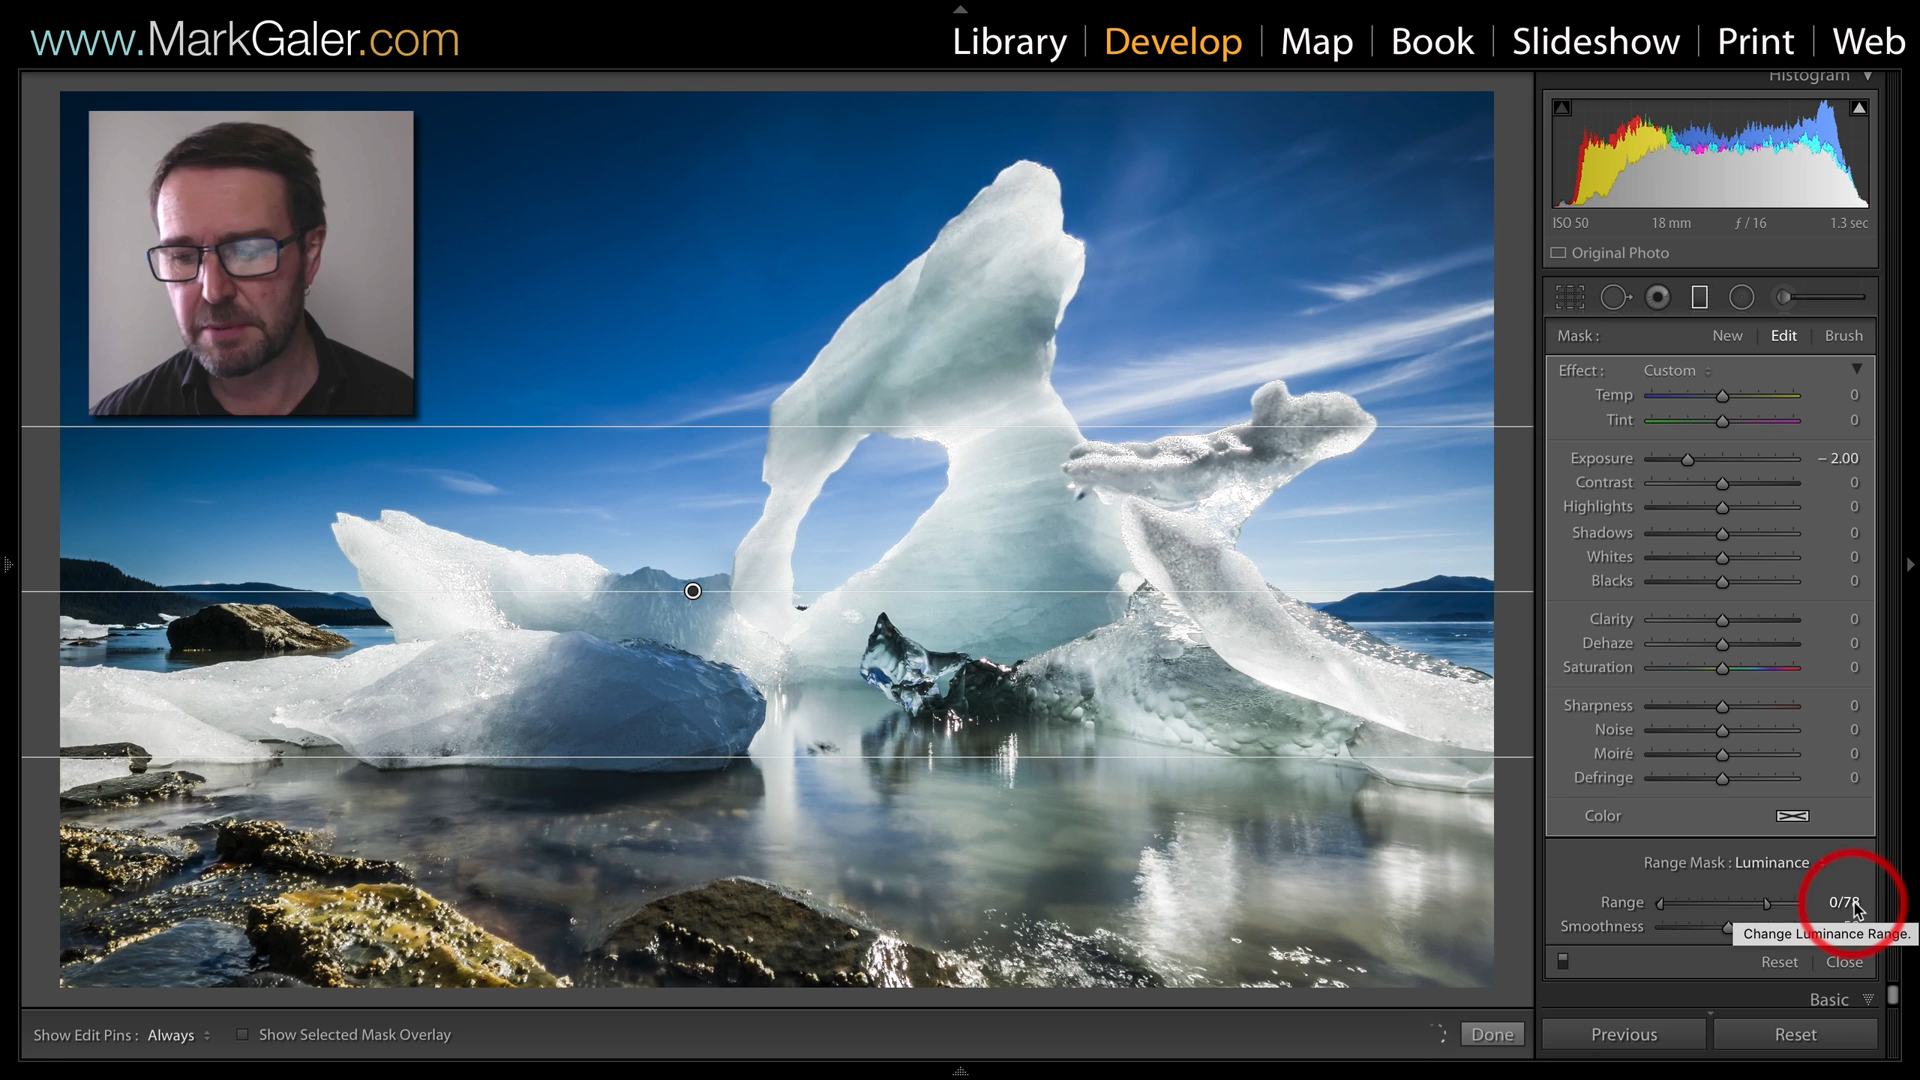 www.MarkGaler.com
Library | Develop | Map | Book | Slideshow | Print | Web
Histogram
ISO 50 18 mm ƒ / 16 1.3 sec
Original Photo
Mask : New Edit Brush
Effect : Custom
Temp 0
Tint 0
Exposure – 2.00
Contrast 0
Highlights 0
Shadows 0
Whites 0
Blacks 0
Clarity 0
Dehaze 0
Saturation 0
Sharpness 0
Noise 0
Moiré 0
Defringe 0
Color
Range Mask : Luminance
Range 0/78
Smoothness
Change Luminance Range.
Reset Close
Basic
Show Edit Pins : Always Show Selected Mask Overlay Done Previous Reset